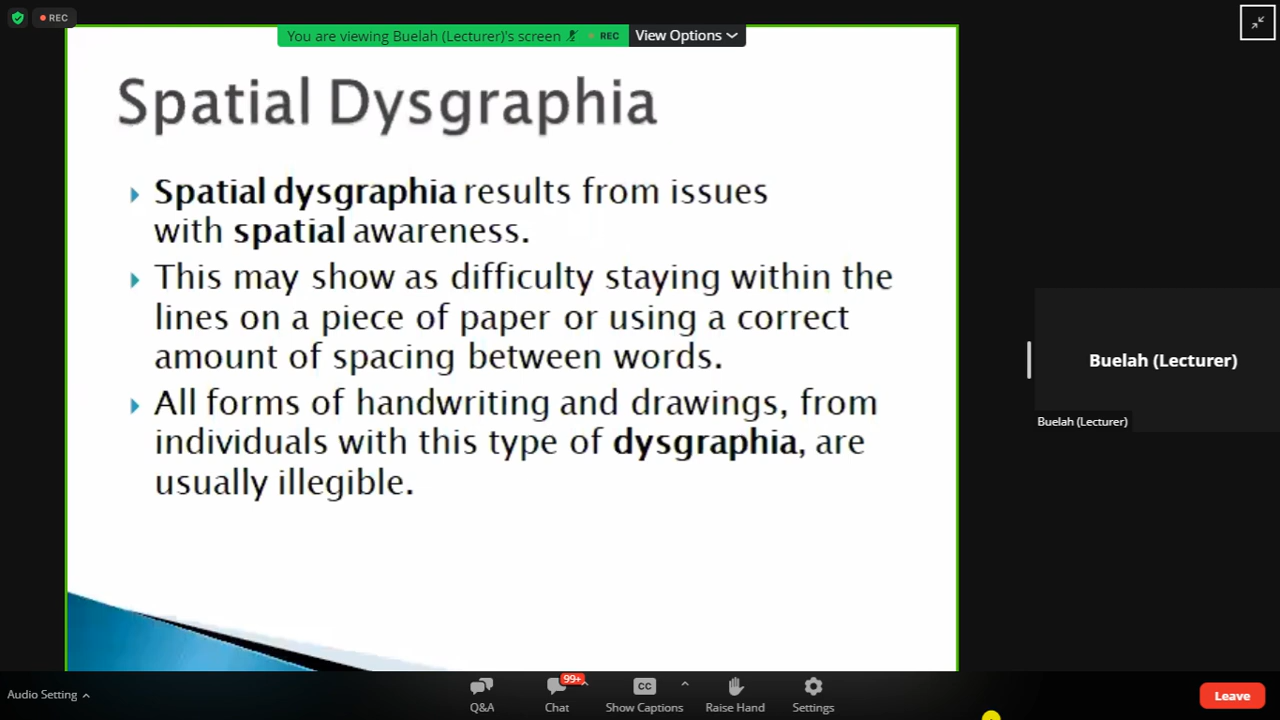 REC
You are viewing Buelah (Lecturer)'s screen REC View Options
Spatial Dysgraphia
Spatial dysgraphia results from issues
with spatial awareness.
This may show as difficulty staying within the
lines on a piece of paper or using a correct
amount of spacing between words.
All forms of handwriting and drawings, from
individuals with this type of dysgraphia, are
usually illegible.
Buelah (Lecturer)
Buelah (Lecturer)
Audio Setting
Q&A
99+
Chat
CC
Show Captions
Raise Hand
Settings
Leave